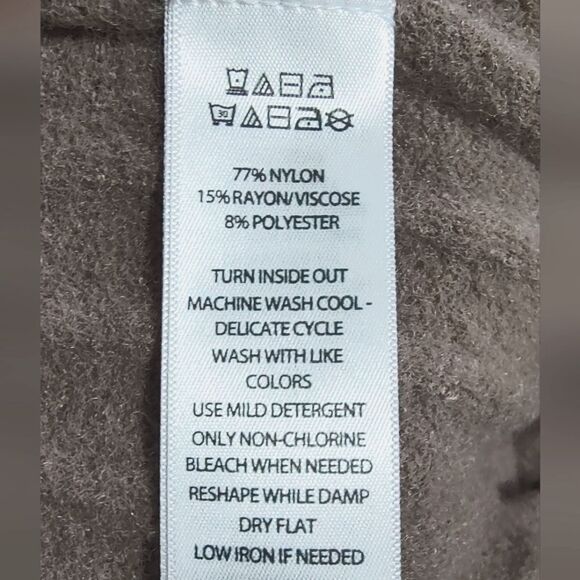 30
77% NYLON
15% RAYON/VISCOSE
8% POLYESTER
TURN INSIDE OUT
MACHINE WASH COOL -
DELICATE CYCLE
WASH WITH LIKE
COLORS
USE MILD DETERGENT
ONLY NON-CHLORINE
BLEACH WHEN NEEDED
RESHAPE WHILE DAMP
DRY FLAT
LOW IRON IF NEEDED